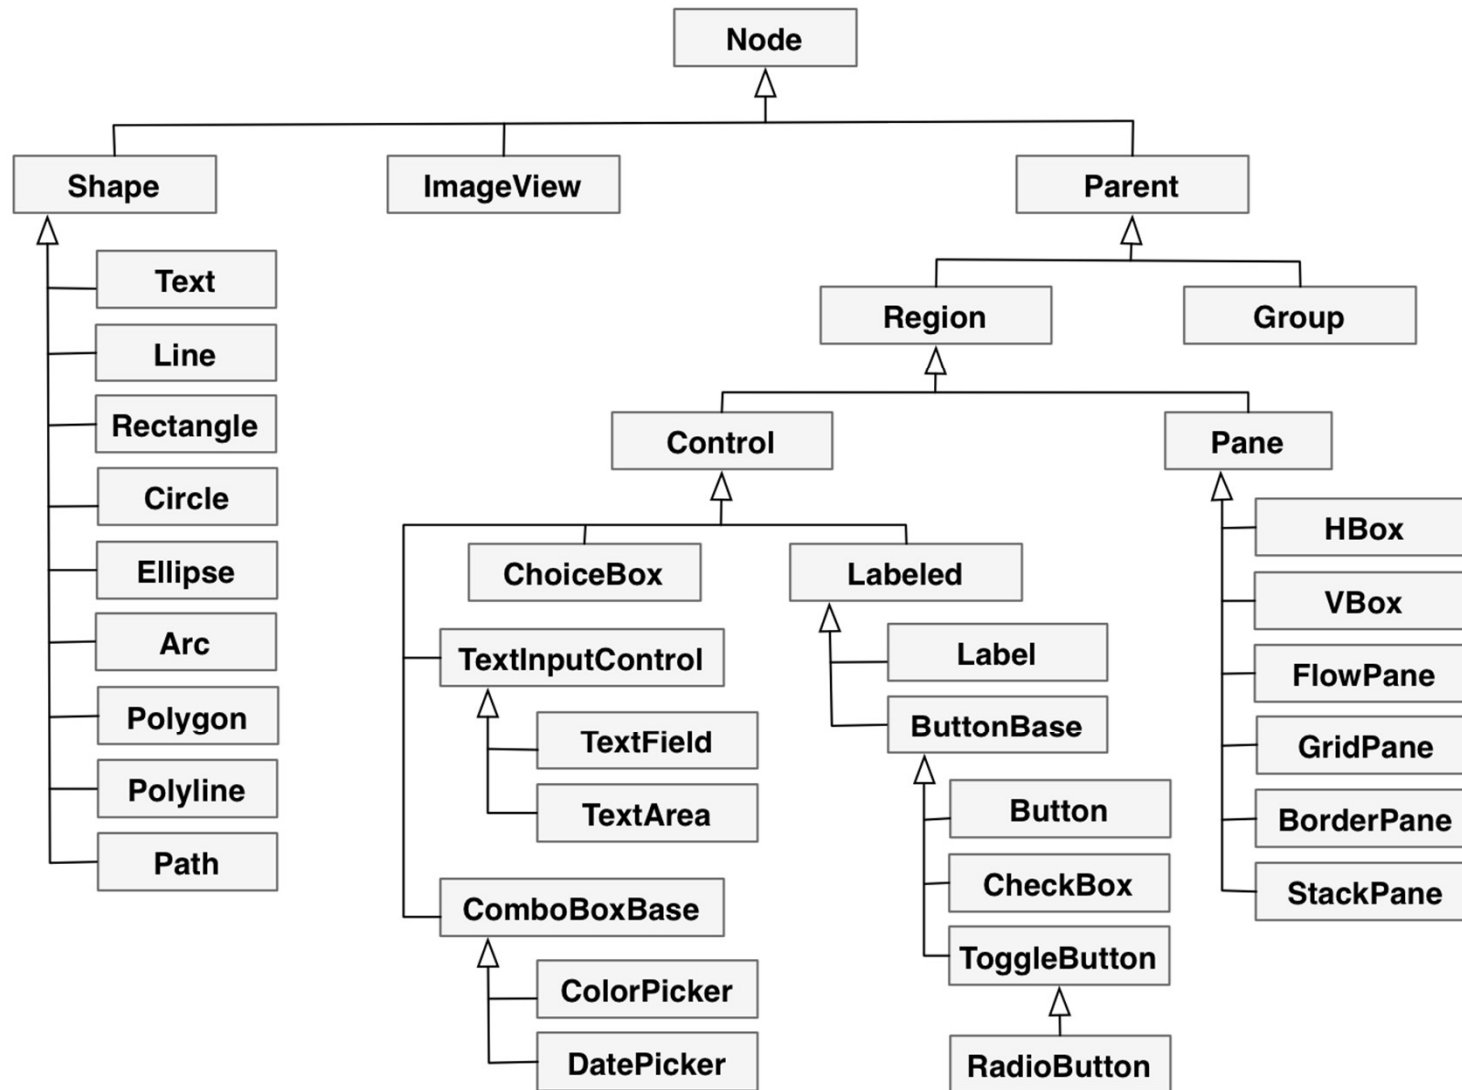 Node
Shape
ImageView
Parent
Text
Line
Rectangle
Circle
Ellipse
Arc
Polygon
Polyline
Path
Region
Group
Control
Pane
ChoiceBox
Labeled
TextInputControl
TextField
TextArea
ComboBoxBase
ColorPicker
DatePicker
Label
ButtonBase
Button
CheckBox
ToggleButton
RadioButton
HBox
VBox
FlowPane
GridPane
BorderPane
StackPane